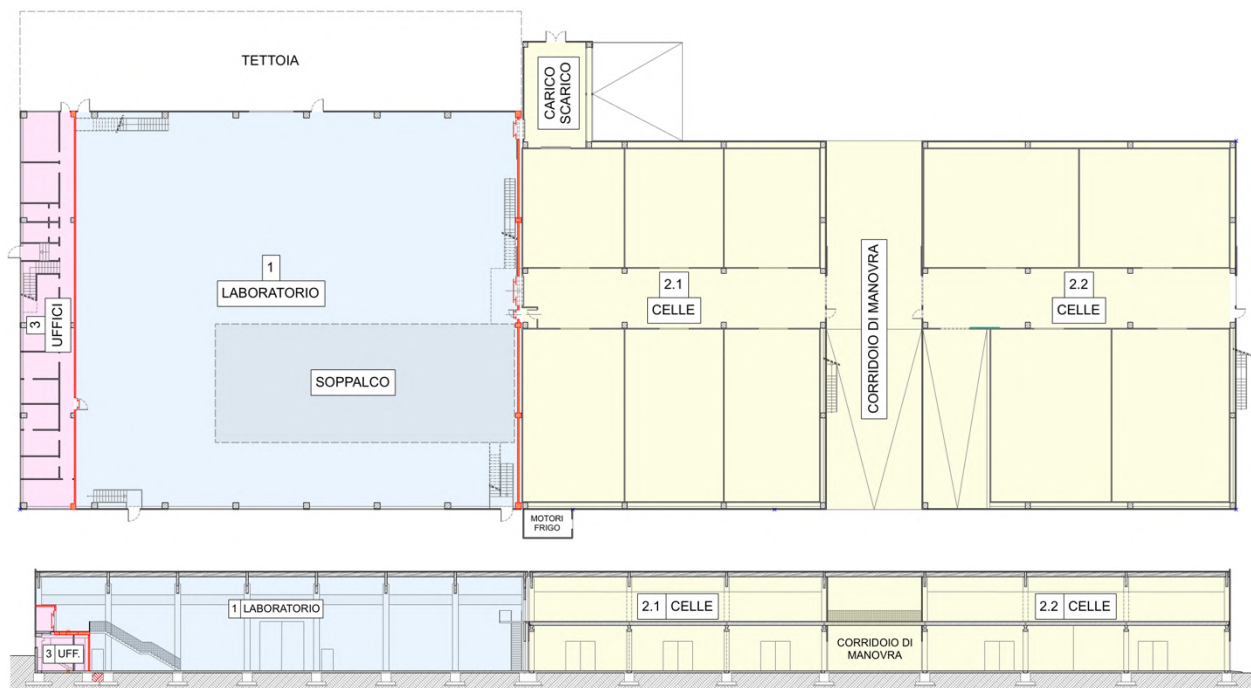 TETTOIA
CARICO
SCARICO
1
LABORATORIO
3
UFFICI
SOPPALCO
2.1
CELLE
CORRIDOIO DI MANOVRA
2.2
CELLE
MOTORI
FRIGO
1 LABORATORIO
2.1 CELLE
2.2 CELLE
3 UFF.
CORRIDOIO DI
MANOVRA